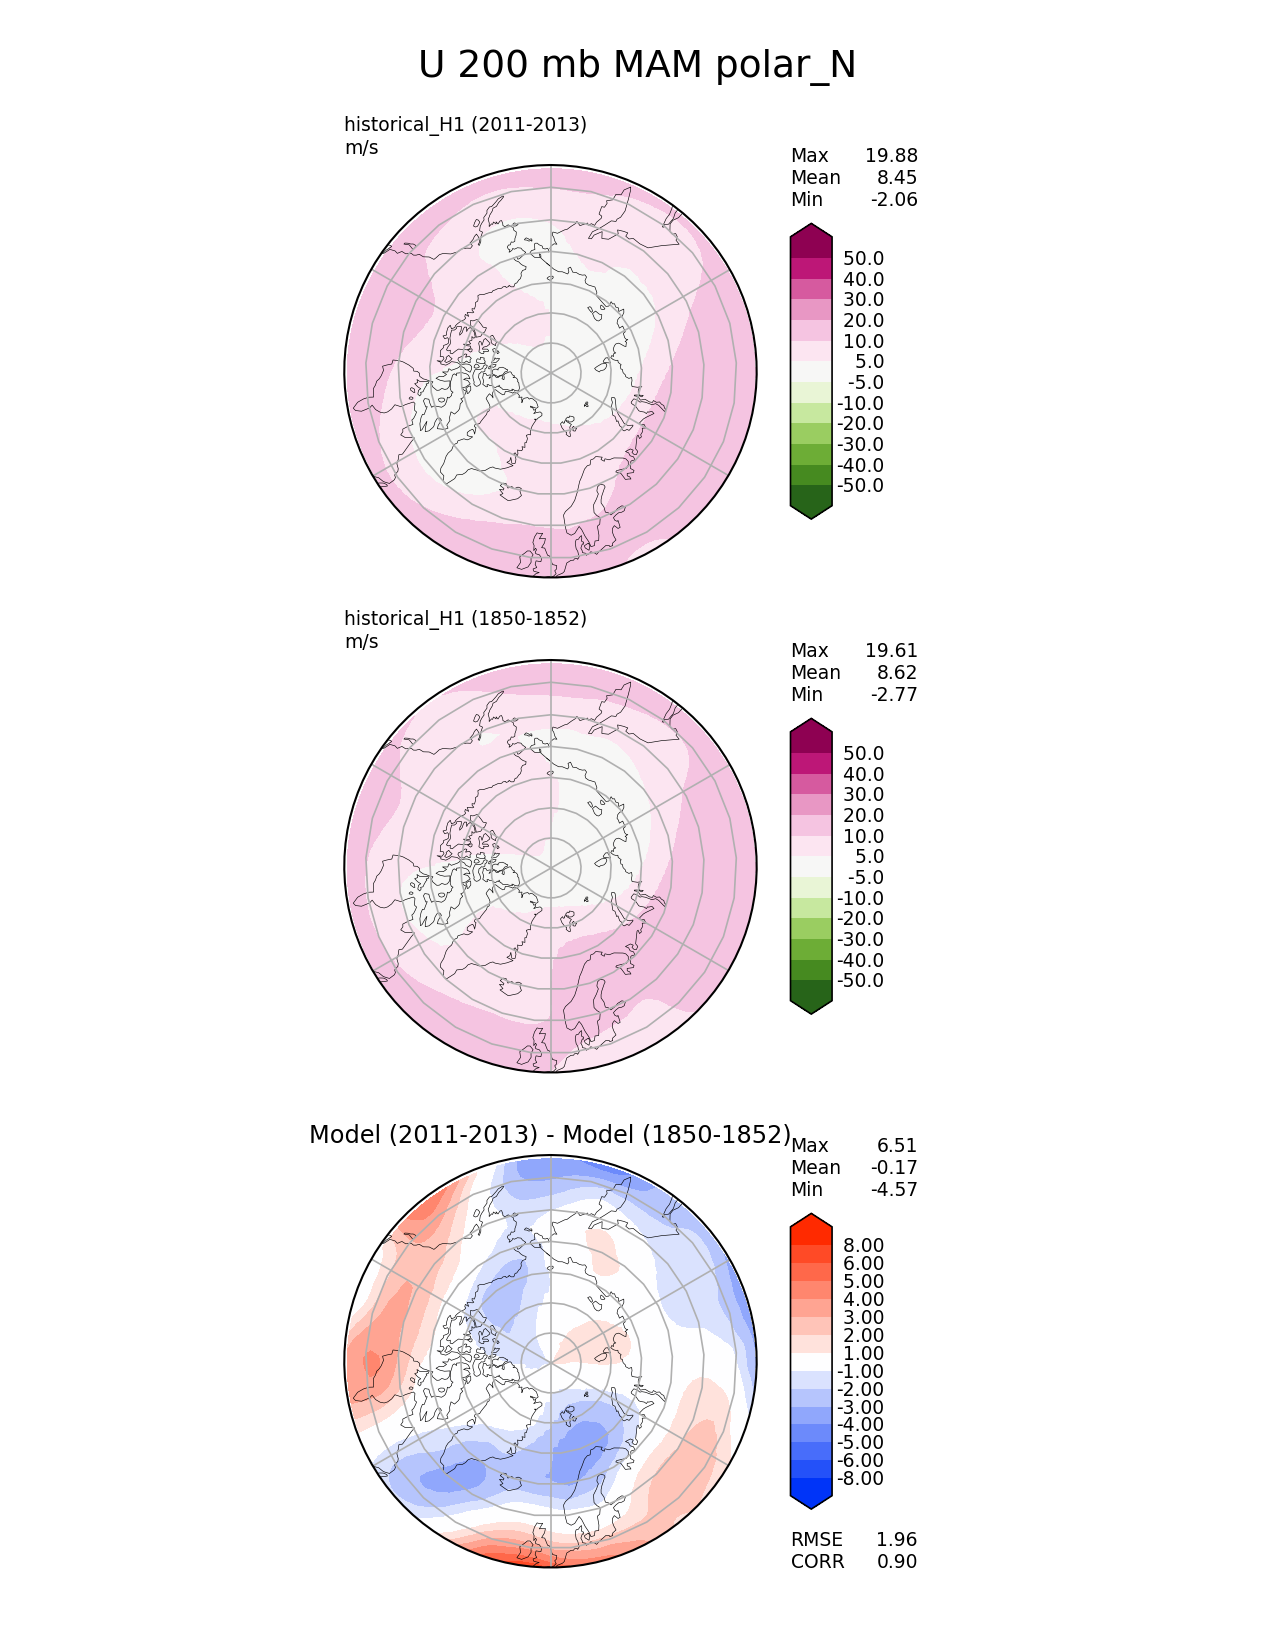 U 200 mb MAM polar_N
historical_H1 (2011-2013)
m/s
Max 19.88
Mean 8.45
Min -2.06
50.0
40.0
30.0
20.0
10.0
5.0
-5.0
-10.0
-20.0
-30.0
-40.0
-50.0
historical_H1 (1850-1852)
m/s
Max 19.61
Mean 8.62
Min -2.77
50.0
40.0
30.0
20.0
10.0
5.0
-5.0
-10.0
-20.0
-30.0
-40.0
-50.0
Model (2011-2013) - Model (1850-1852)
Max 6.51
Mean -0.17
Min -4.57
8.00
6.00
5.00
4.00
3.00
2.00
1.00
-1.00
-2.00
-3.00
-4.00
-5.00
-6.00
-8.00
RMSE 1.96
CORR 0.90